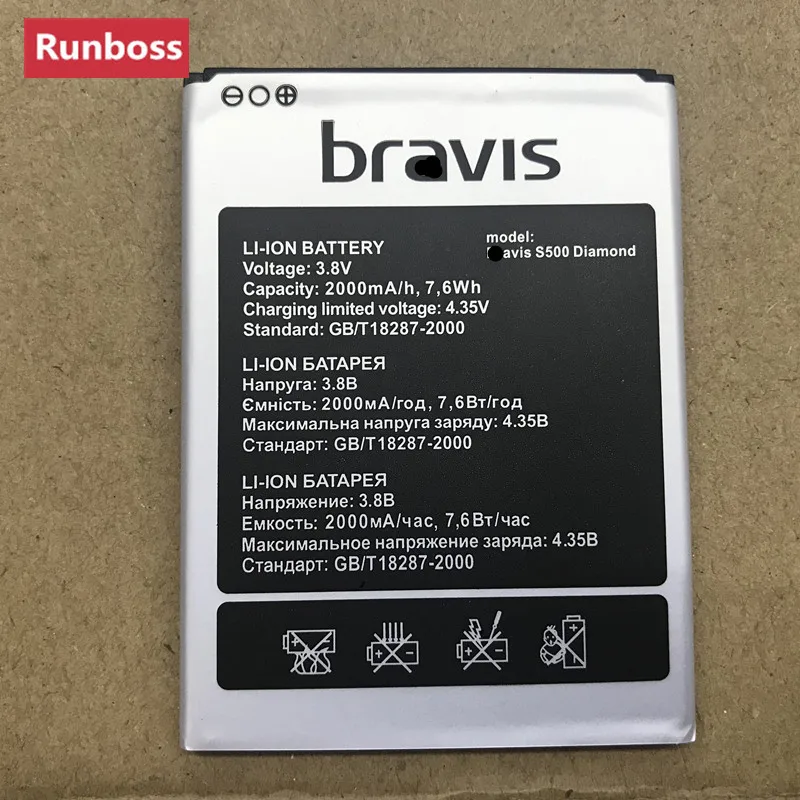 Runboss
bravis
model:
avis S500 Diamond
LI-ION BATTERY
Voltage: 3.8V
Capacity: 2000mA/h, 7,6Wh
Charging limited voltage: 4.35V
Standard: GB/T18287-2000
LI-ION БАТАРЕЯ
Напруга: 3.8В
Ємність: 2000мА/год, 7,6Вт/год
Максимальна напруга заряду: 4.35В
Стандарт: GB/T18287-2000
LI-ION БАТАРЕЯ
Напряжение: 3.8В
Емкость: 2000мА/час, 7,6Вт/час
Максимальное напряжение заряда: 4.35В
Стандарт: GB/T18287-2000